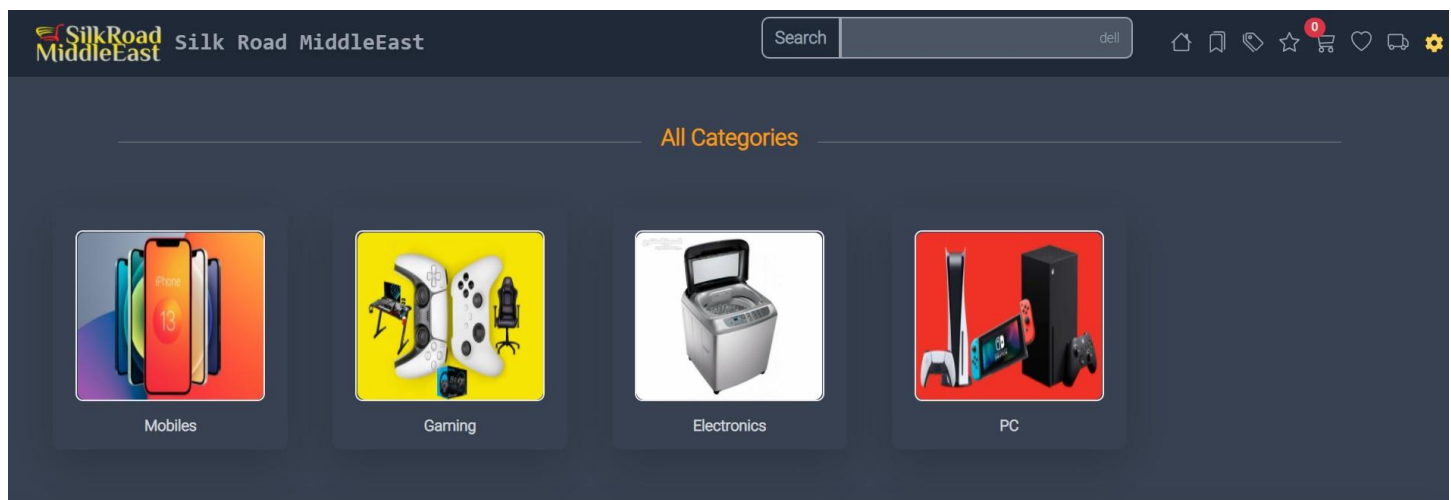 SilkRoad
MiddleEast
Silk Road MiddleEast
Search
dell
0
All Categories
iPhone
13
Mobiles
Gaming
Electronics
PC